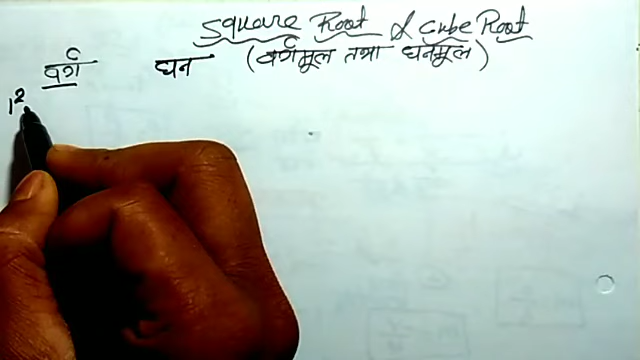 Square Root & Cube Root
(वर्गमूल तथा घनमूल)
वर्ग घन
1²